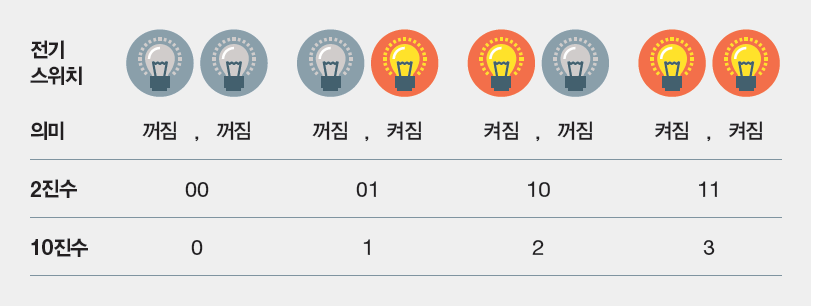 전기
스위치
의미 꺼짐 , 꺼짐 꺼짐 , 켜짐 켜짐 , 꺼짐 켜짐 , 켜짐
2진수 00 01 10 11
10진수 0 1 2 3